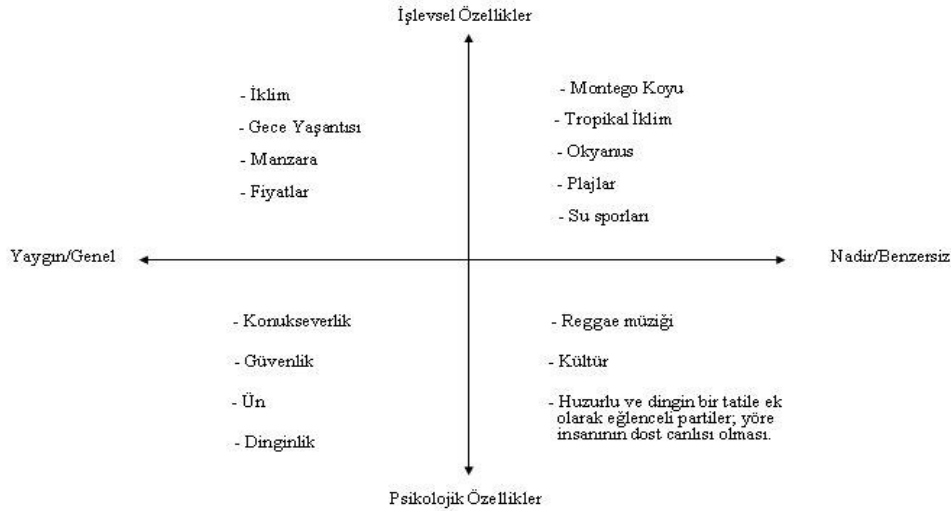 İşlevsel Özellikler
- İklim
- Gece Yaşantısı
- Manzara
- Fiyatlar
- Montego Koyu
- Tropikal İklim
- Okyanus
- Plajlar
- Su sporları
Yaygın/Genel
Nadir/Benzersiz
- Konukseverlik
- Güvenlik
- Ün
- Dinginlik
- Reggae müziği
- Kültür
- Huzurlu ve dingin bir tatile ek
olarak eğlenceli partiler; yöre
insanının dost canlısı olması.
Psikolojik Özellikler